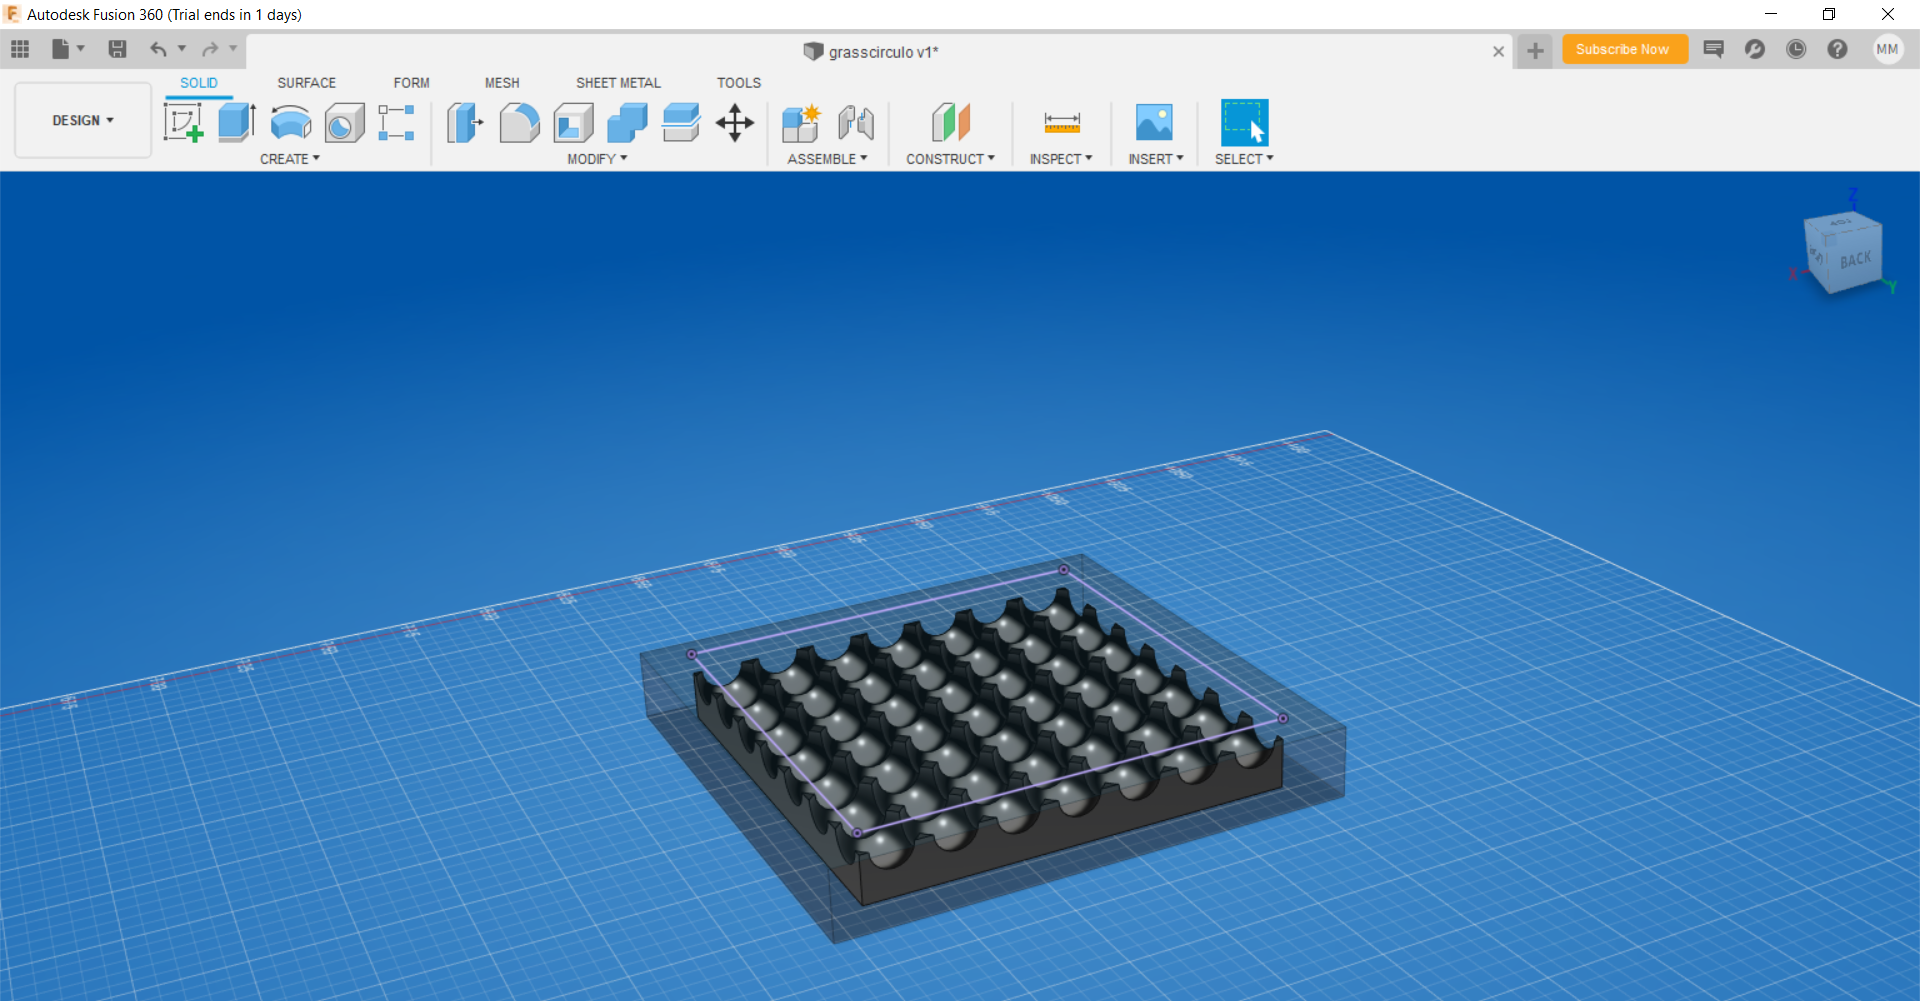 Autodesk Fusion 360 (Trial ends in 1 days)
grasscirculo v1*
Subscribe Now
MM
SOLID SURFACE FORM MESH SHEET METAL TOOLS
DESIGN
CREATE MODIFY ASSEMBLE CONSTRUCT INSPECT INSERT SELECT
Z
TOP
BACK
X
Y